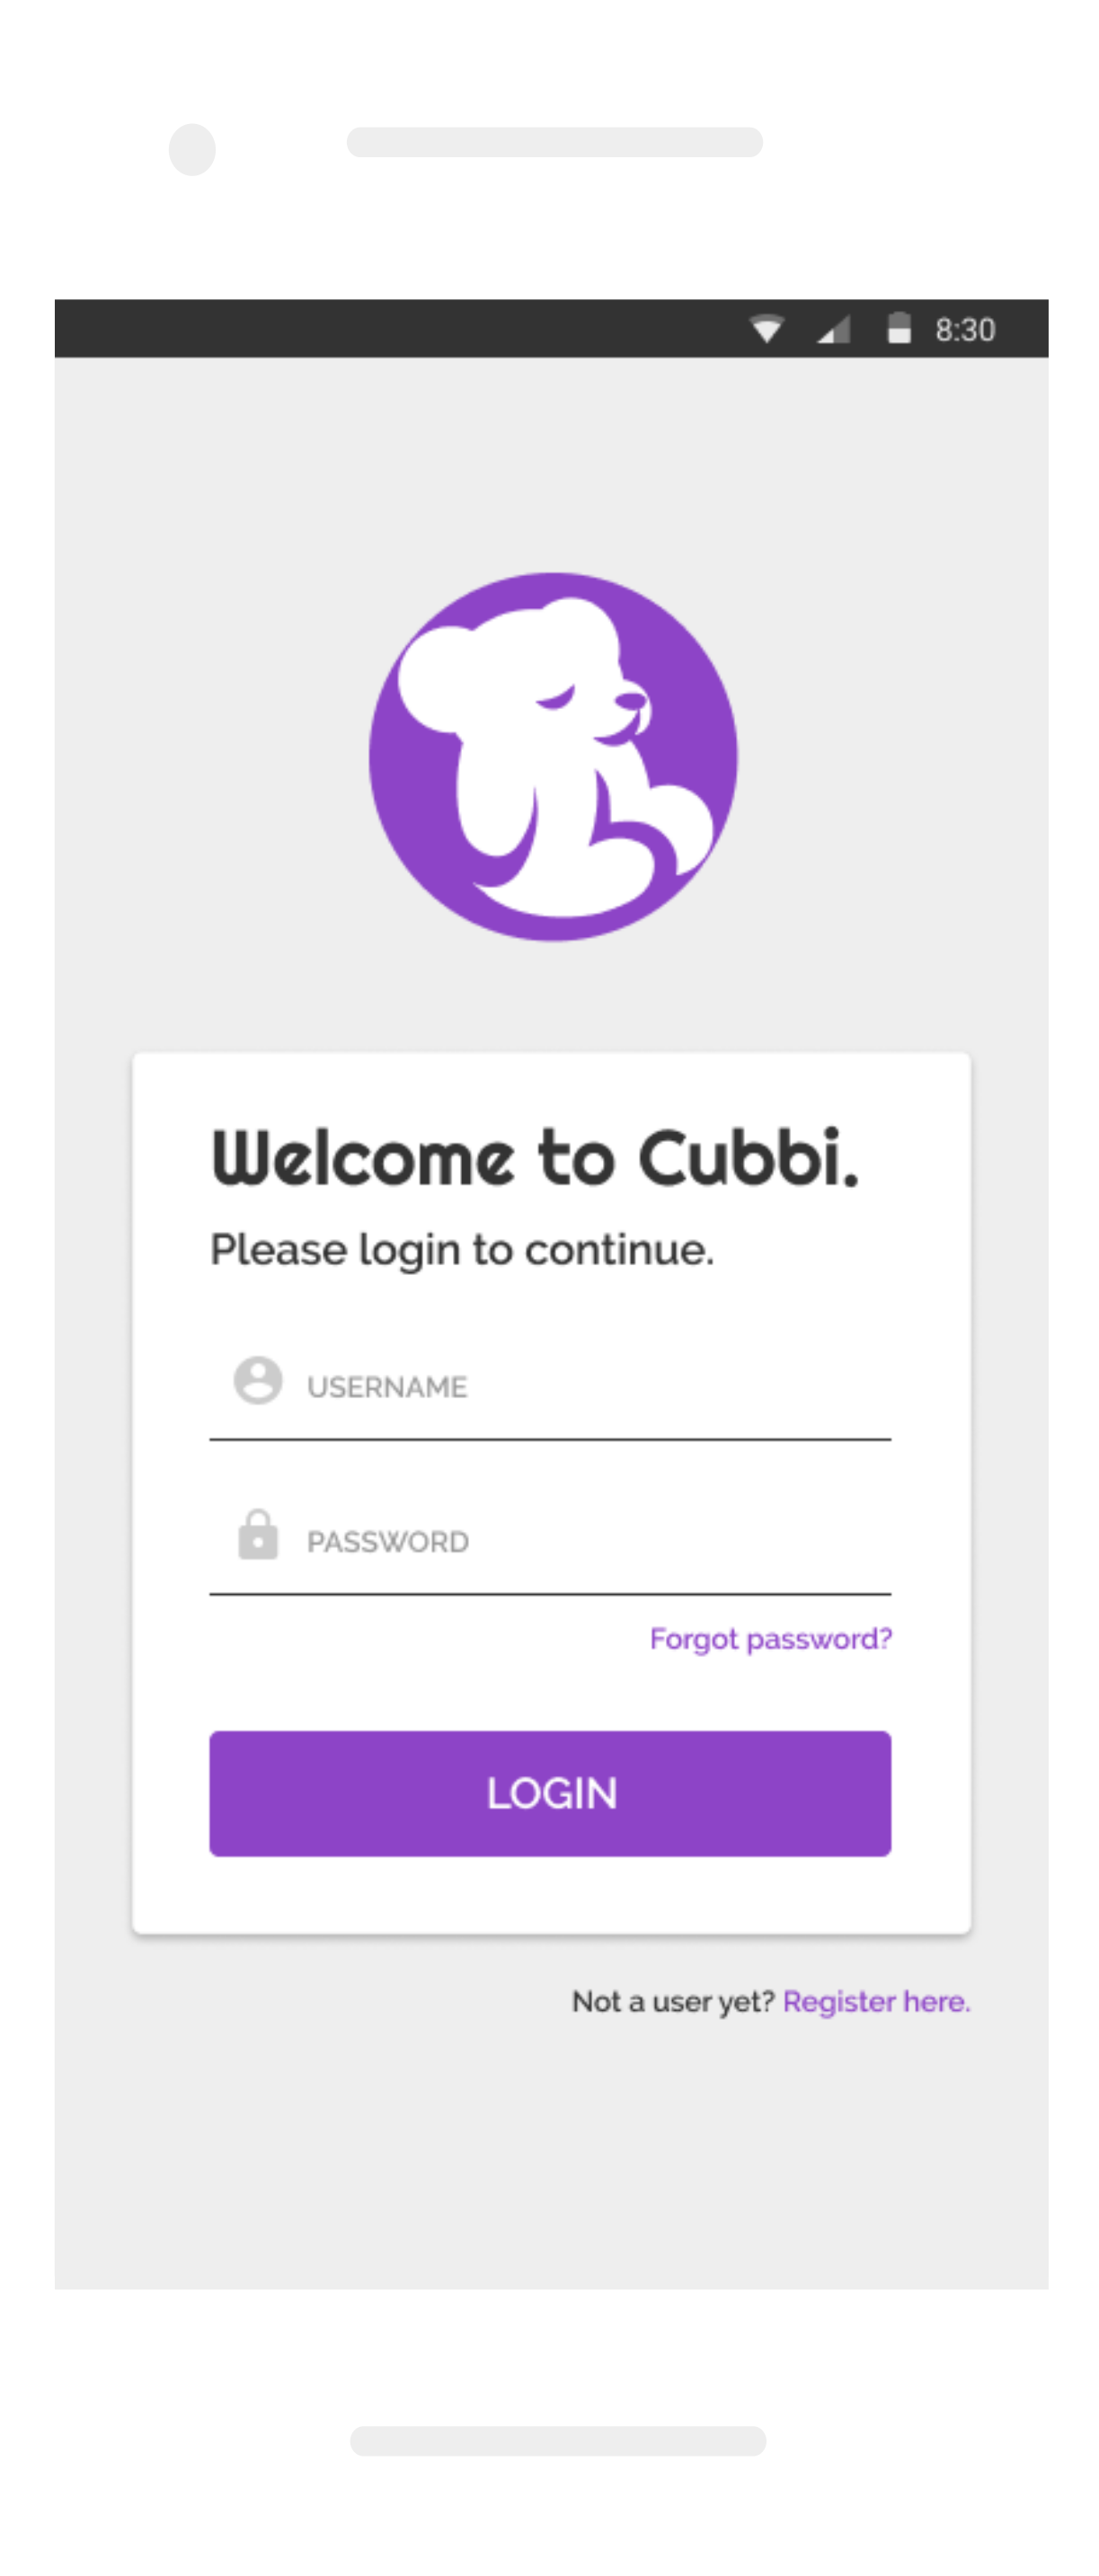 8:30
Welcome to Cubbi.
Please login to continue.
USERNAME
PASSWORD
Forgot password?
LOGIN
Not a user yet? Register here.